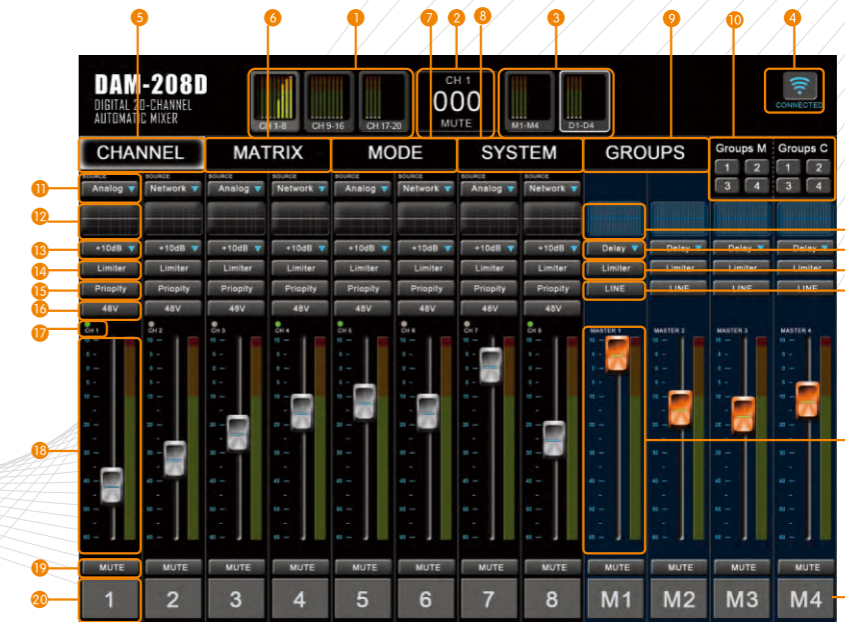 5 6 1 7 2 8 3 9 10 4
DAM-208D
DIGITAL 20-CHANNEL
AUTOMATIC MIXER
CH 1-8 CH 9-16 CH 17-20
CH 1
000
MUTE
M1-M4 D1-D4
CONNECTED
CHANNEL MATRIX MODE SYSTEM GROUPS
Groups M Groups C
1 2 1 2
3 4 3 4
SOURCE SOURCE SOURCE SOURCE SOURCE SOURCE SOURCE SOURCE
11 Analog Network Analog Network Analog Network Analog Network
12
13 +10dB +10dB +10dB +10dB +10dB +10dB +10dB +10dB Delay Delay Delay Delay
14 Limiter Limiter Limiter Limiter Limiter Limiter Limiter Limiter Limiter Limiter Limiter Limiter
15 Priopity Priopity Priopity Priopity Priopity Priopity Priopity Priopity LINE LINE LINE LINE
16 48V 48V 48V 48V 48V 48V 48V 48V
17 CH 1 CH 2 CH 3 CH 4 CH 5 CH 6 CH 7 CH 8 MASTER 1 MASTER 2 MASTER 3 MASTER 4
18
19 MUTE MUTE MUTE MUTE MUTE MUTE MUTE MUTE MUTE MUTE MUTE MUTE
20 1 2 3 4 5 6 7 8 M1 M2 M3 M4